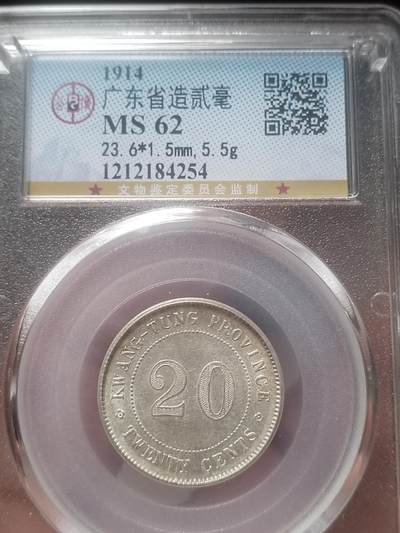 1914
广东省造贰毫
MS 62
23.6*1.5mm,5.5g
1212184254
★ 文物鉴定委员会监制 ★
KWANG-TUNG PROVINCE
20
TWENTY CENTS